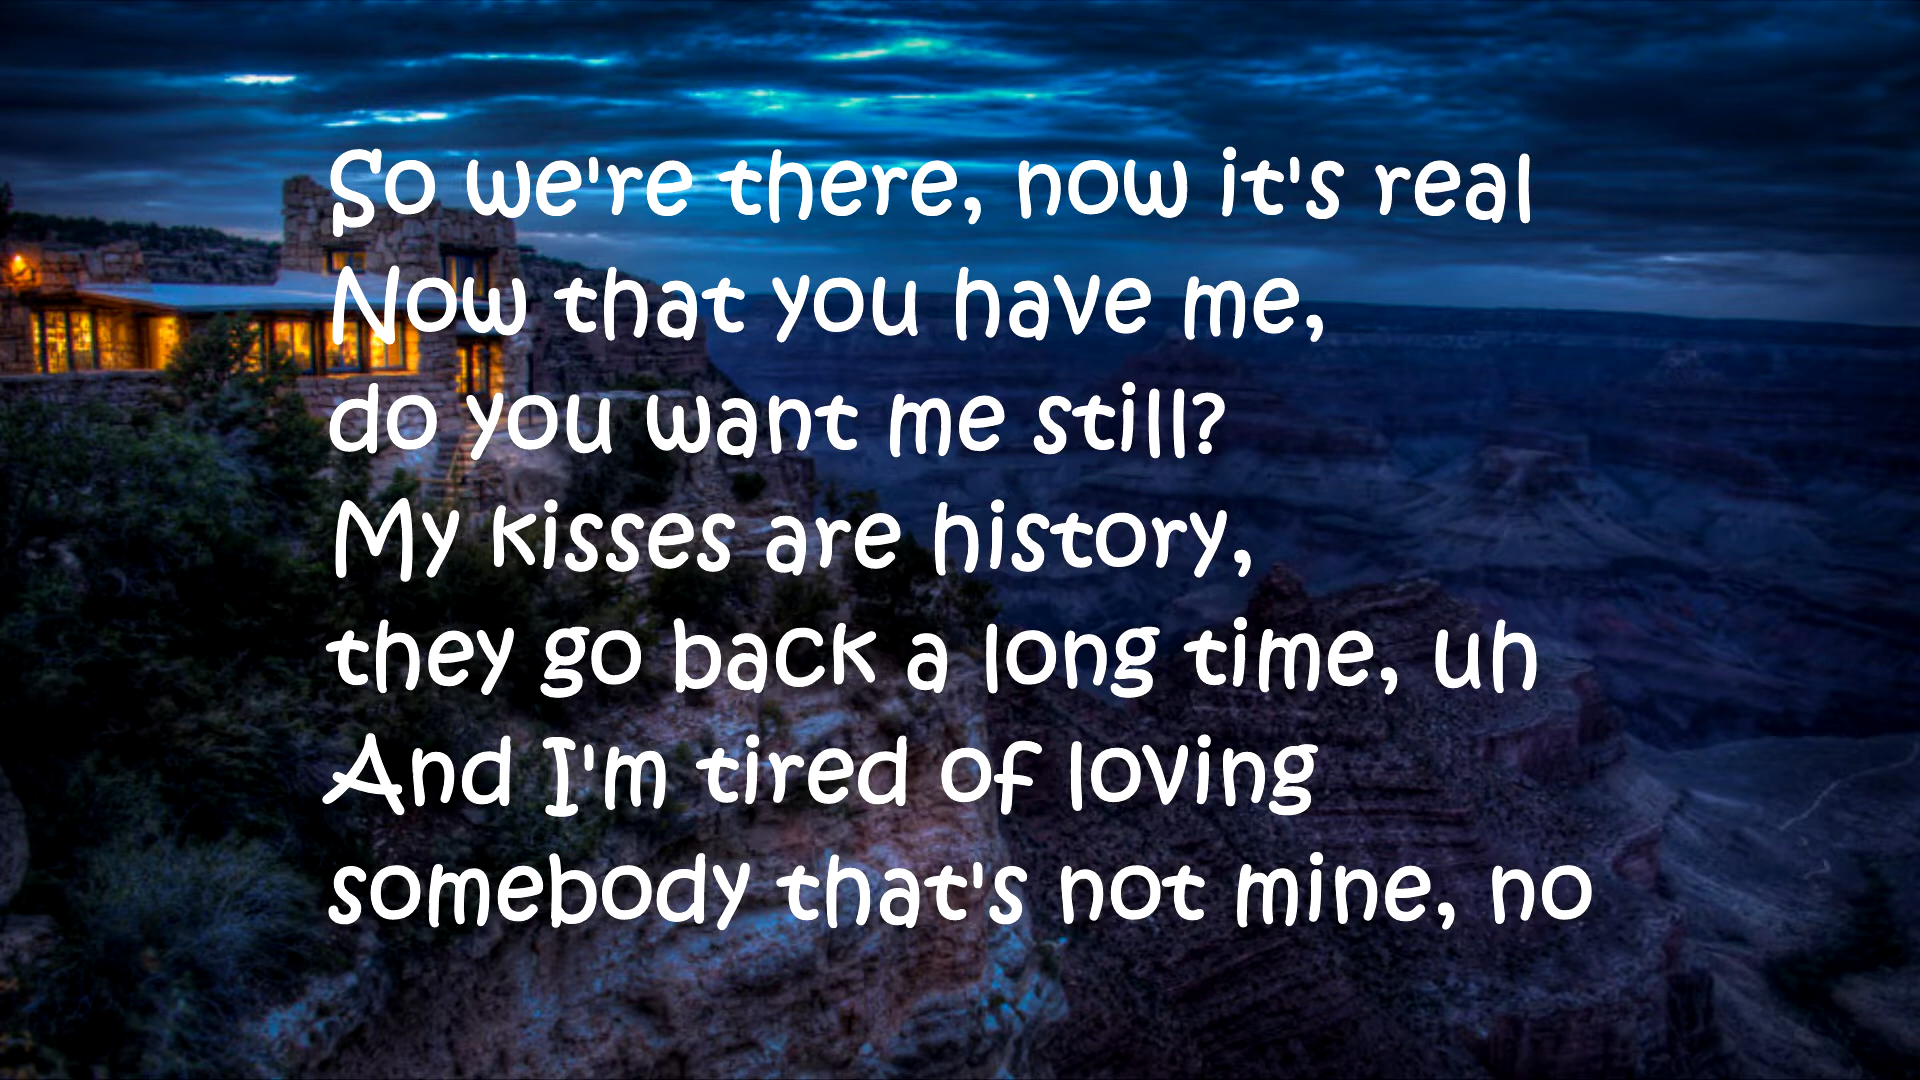 So we're there, now it's real
Now that you have me,
do you want me still?
My kisses are history,
they go back a long time, uh
And I'm tired of loving
somebody that's not mine, no